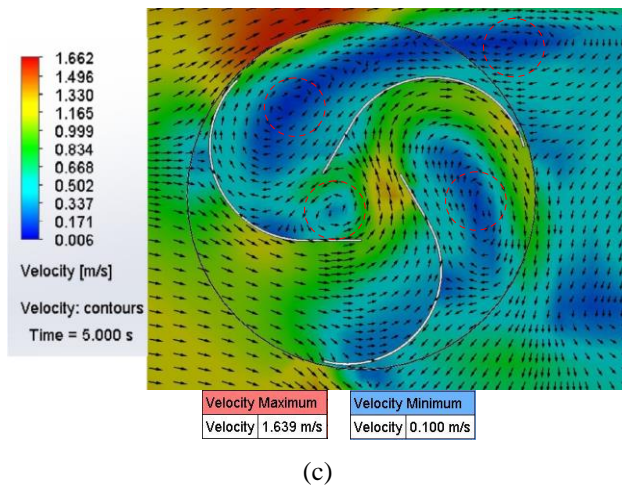 1.662
1.496
1.330
1.165
0.999
0.834
0.668
0.502
0.337
0.171
0.006
Velocity [m/s]
Velocity: contours
Time = 5.000 s
Velocity Maximum
Velocity 1.639 m/s
Velocity Minimum
Velocity 0.100 m/s
(c)